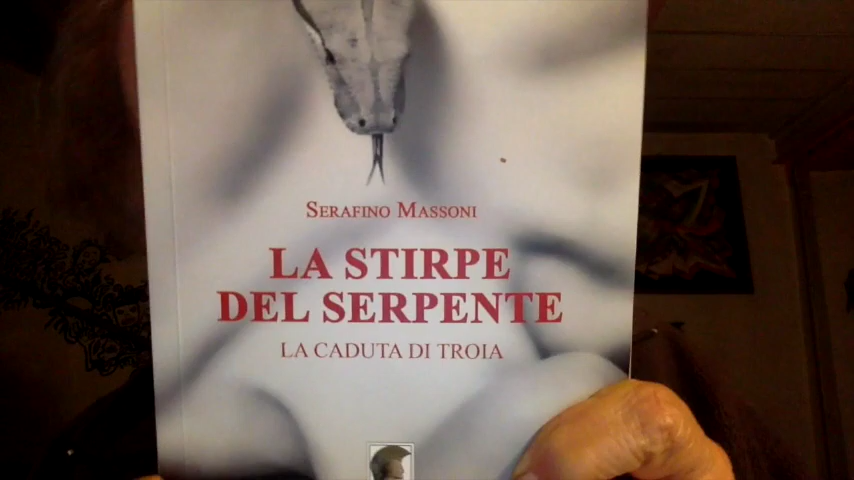 SERAFINO MASSONI
LA STIRPE
DEL SERPENTE
LA CADUTA DI TROIA